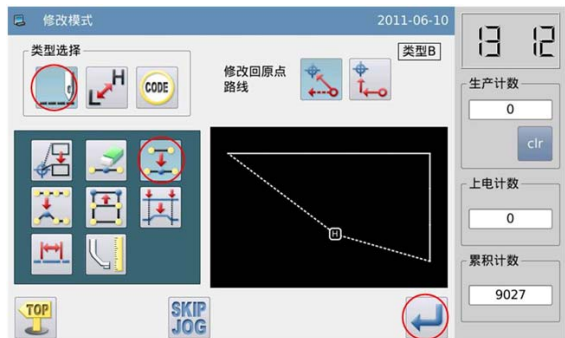 修改模式
2011-06-10
类型选择
CODE
修改回原点
路线
类型B
H
TOP
SKIP
JOG
13 12
生产计数
0
clr
上电计数
0
累积计数
9027